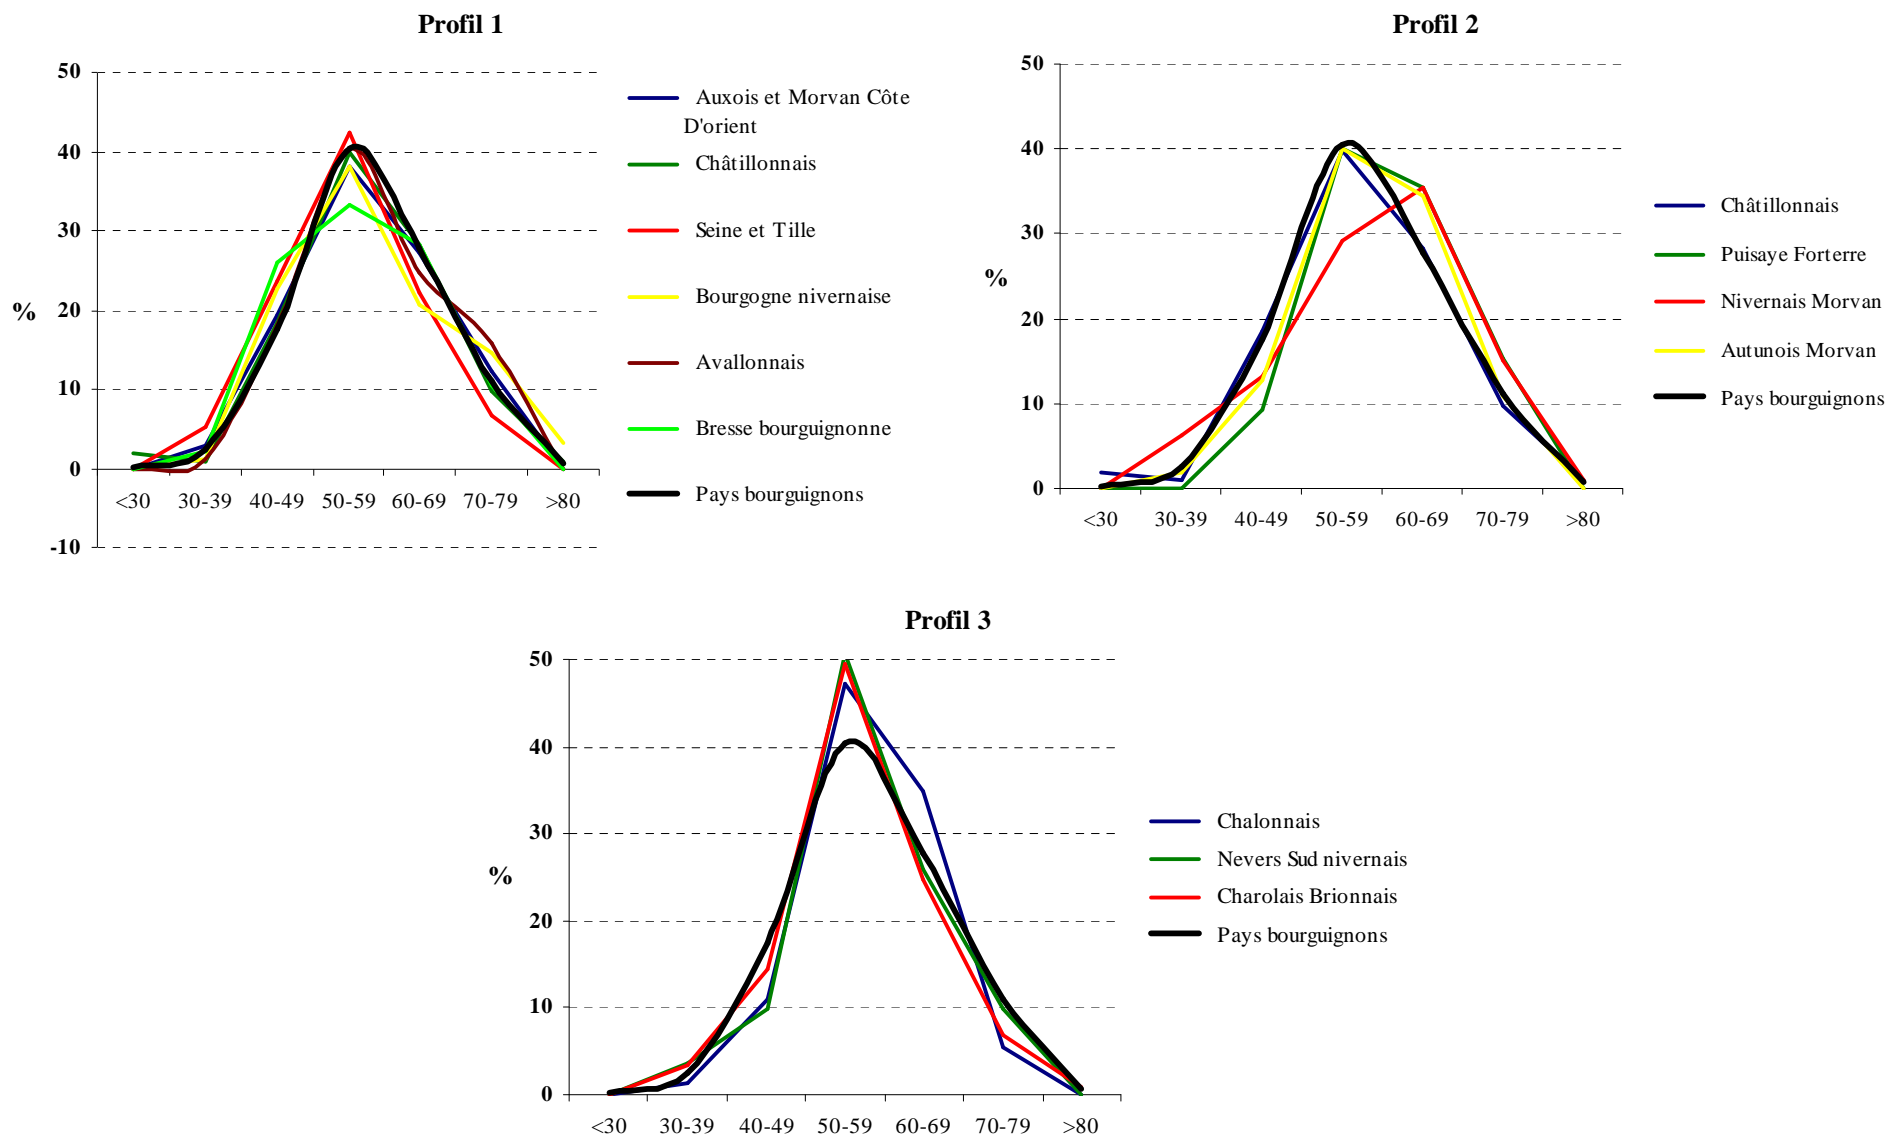 Profil 1
50
40
30
20
10
0
-10
%
<30 30-39 40-49 50-59 60-69 70-79 >80
Auxois et Morvan Côte
D'orient
Châtillonnais
Seine et Tille
Bourgogne nivernaise
Avallonnais
Bresse bourguignonne
Pays bourguignons
Profil 2
50
40
30
20
10
0
%
<30 30-39 40-49 50-59 60-69 70-79 >80
Châtillonnais
Puisaye Forterre
Nivernais Morvan
Autunois Morvan
Pays bourguignons
Profil 3
50
40
30
20
10
0
%
<30 30-39 40-49 50-59 60-69 70-79 >80
Chalonnais
Nevers Sud nivernais
Charolais Brionnais
Pays bourguignons